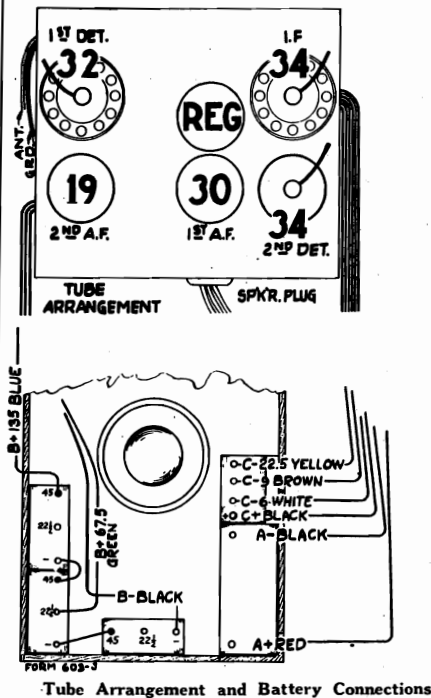 1ST DET.
32
I.F
34
REG
ANT.
GRD.
19
2ND A.F.
30
1ST A.F.
34
2ND DET.
TUBE
ARRANGEMENT
SPKR. PLUG
B+135 BLUE
B+67.5
GREEN
C-22.5 YELLOW
C-9 BROWN
C-6 WHITE
+ C+ BLACK
A-BLACK
45
22½
-
45
22½
-
B-BLACK
45
22½
-
A+RED
FORM 603-J
Tube Arrangement and Battery Connections